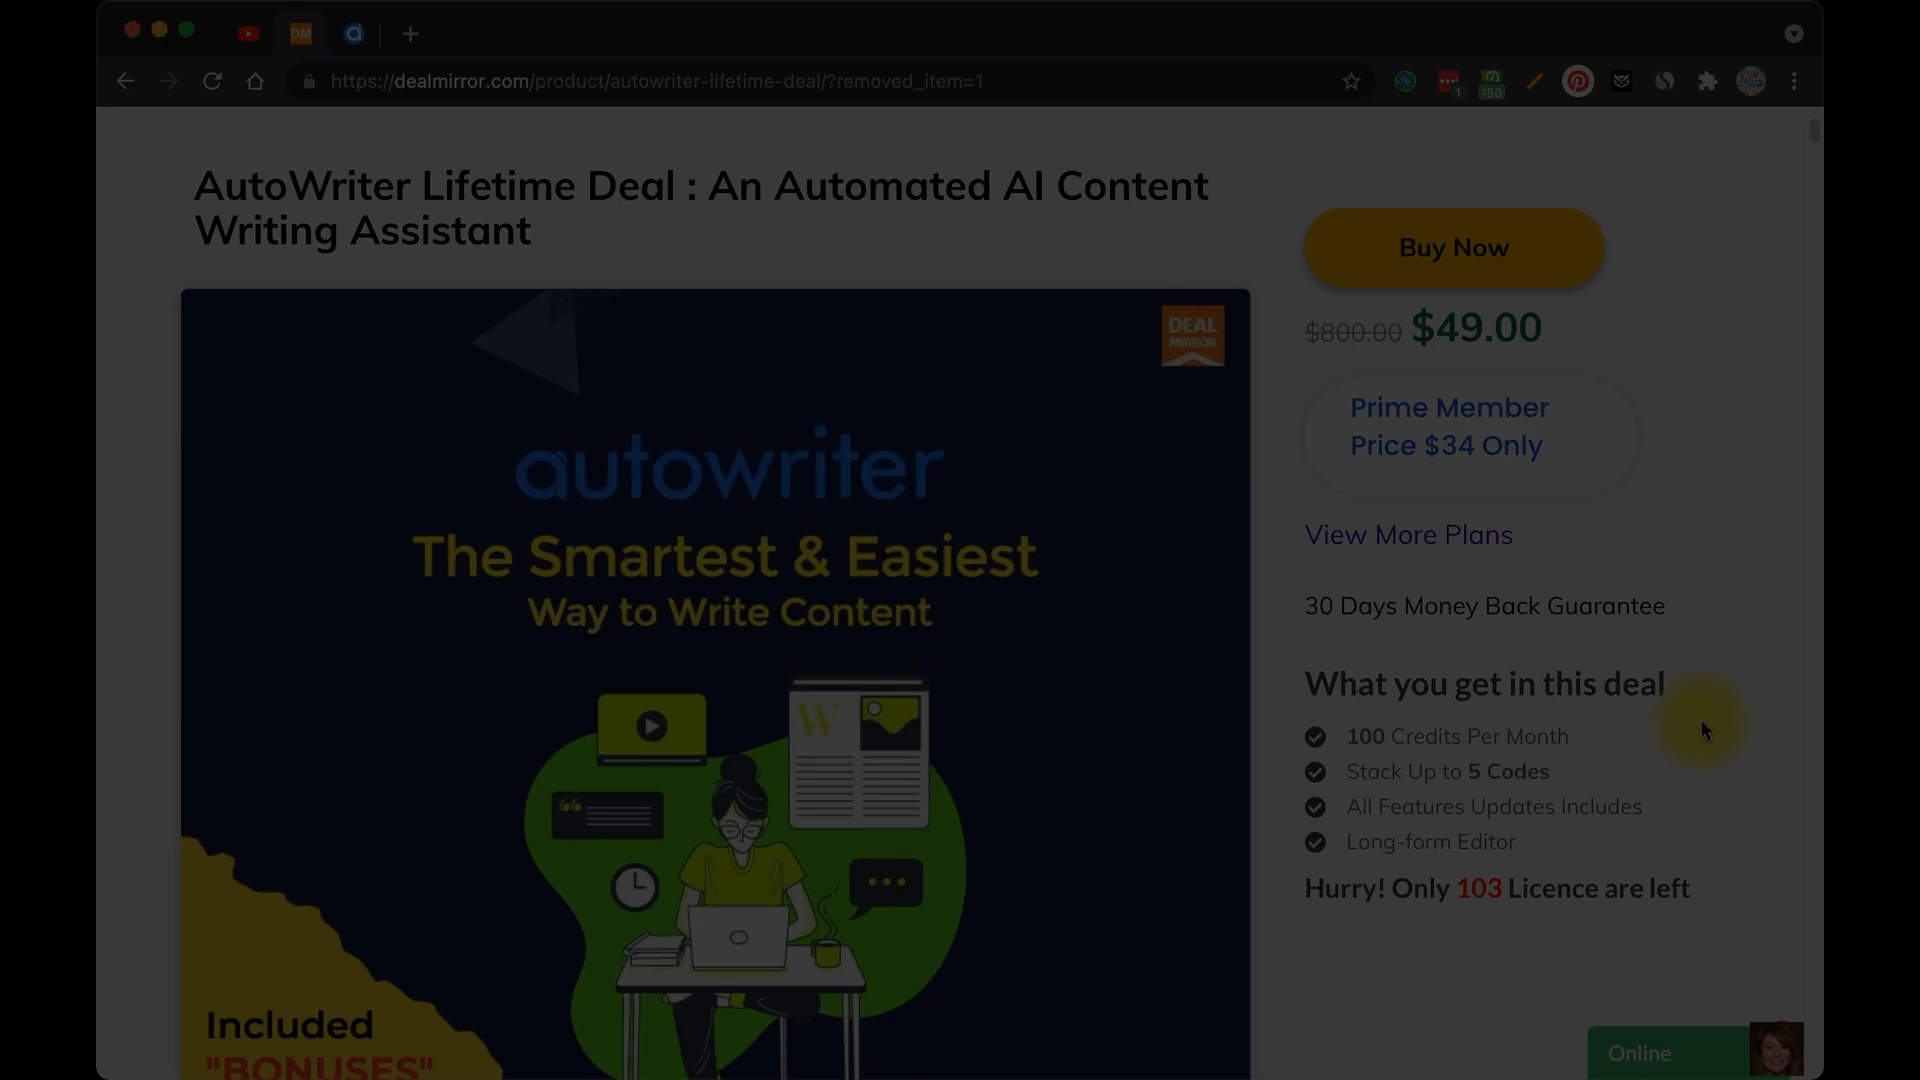 DM
https://dealmirror.com/product/autowriter-lifetime-deal/?removed_item=1
1
150
AutoWriter Lifetime Deal : An Automated AI Content
Writing Assistant
Buy Now
$800.00 $49.00
Prime Member
Price $34 Only
View More Plans
30 Days Money Back Guarantee
What you get in this deal
100 Credits Per Month
Stack Up to 5 Codes
All Features Updates Includes
Long-form Editor
Hurry! Only 103 Licence are left
DEAL
MIRROR
autowriter
The Smartest & Easiest
Way to Write Content
W
Included
"BONUSES"
Online